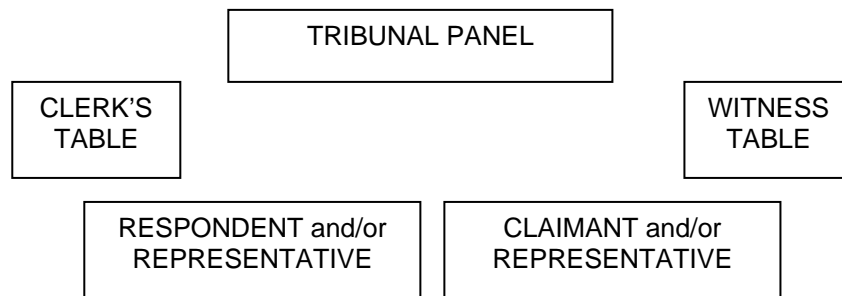 TRIBUNAL PANEL
CLERK'S
TABLE
WITNESS
TABLE
RESPONDENT and/or
REPRESENTATIVE
CLAIMANT and/or
REPRESENTATIVE